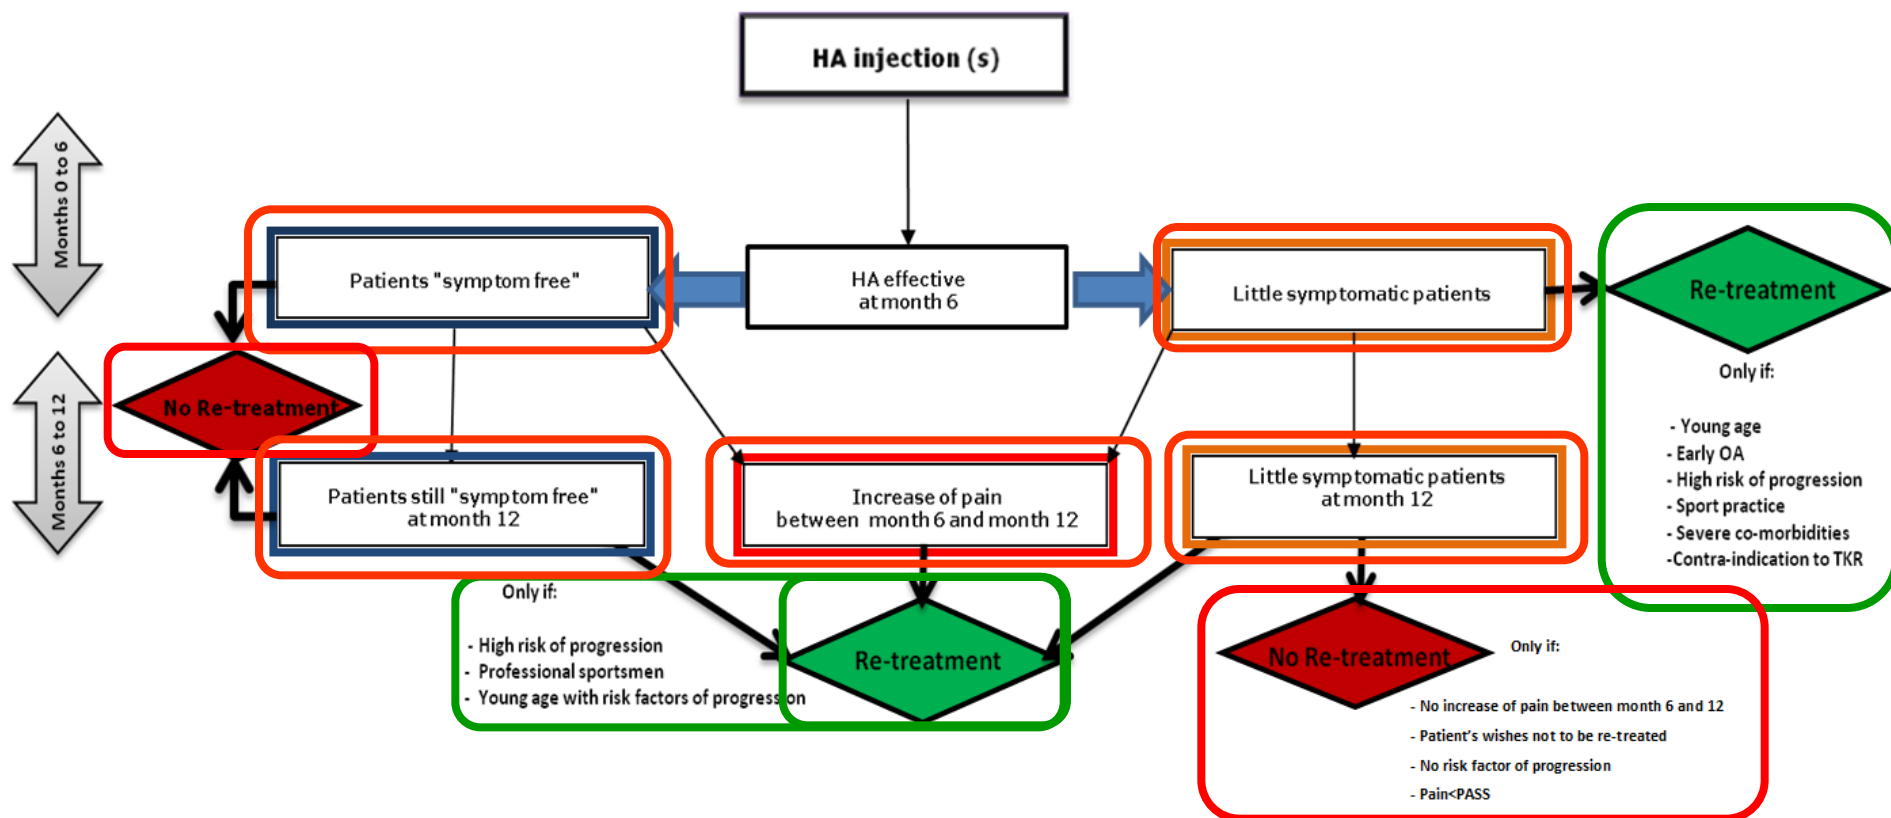 HA injection (s)
Months 0 to 6
Patients "symptom free"
HA effective
at month 6
Little symptomatic patients
Re-treatment
Only if:
- Young age
- Early OA
- High risk of progression
- Sport practice
- Severe co-morbidities
-Contra-indication to TKR
Months 6 to 12
No Re-treatment
Patients still "symptom free"
at month 12
Increase of pain
between month 6 and month 12
Little symptomatic patients
at month 12
Only if:
- High risk of progression
- Professional sportsmen
- Young age with risk factors of progression
Re-treatment
No Re-treatment
Only if:
- No increase of pain between month 6 and 12
- Patient's wishes not to be re-treated
- No risk factor of progression
- Pain<PASS